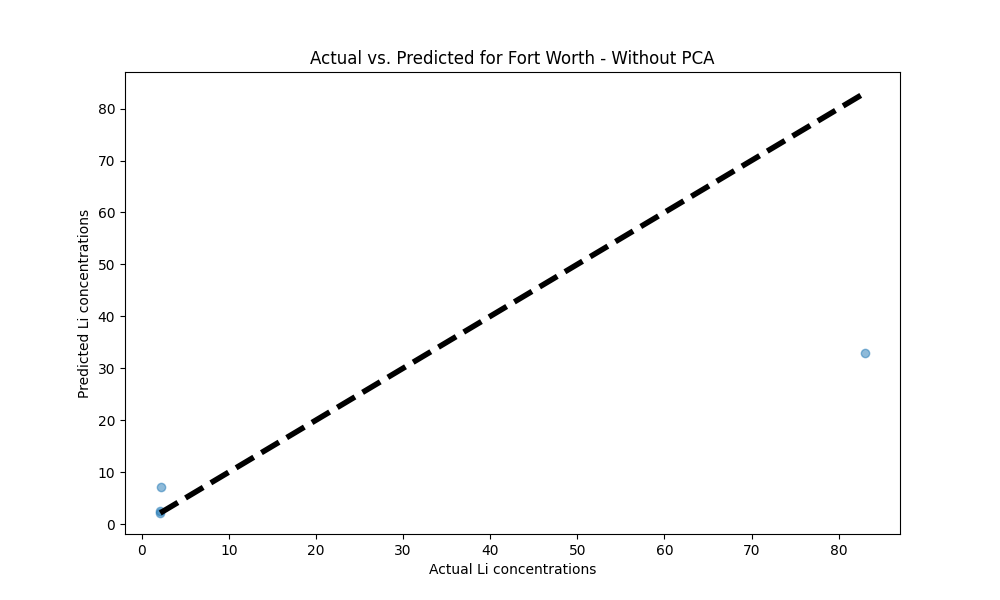 Actual vs. Predicted for Fort Worth - Without PCA
Predicted Li concentrations
80
70
60
50
40
30
20
10
0
0 10 20 30 40 50 60 70 80
Actual Li concentrations